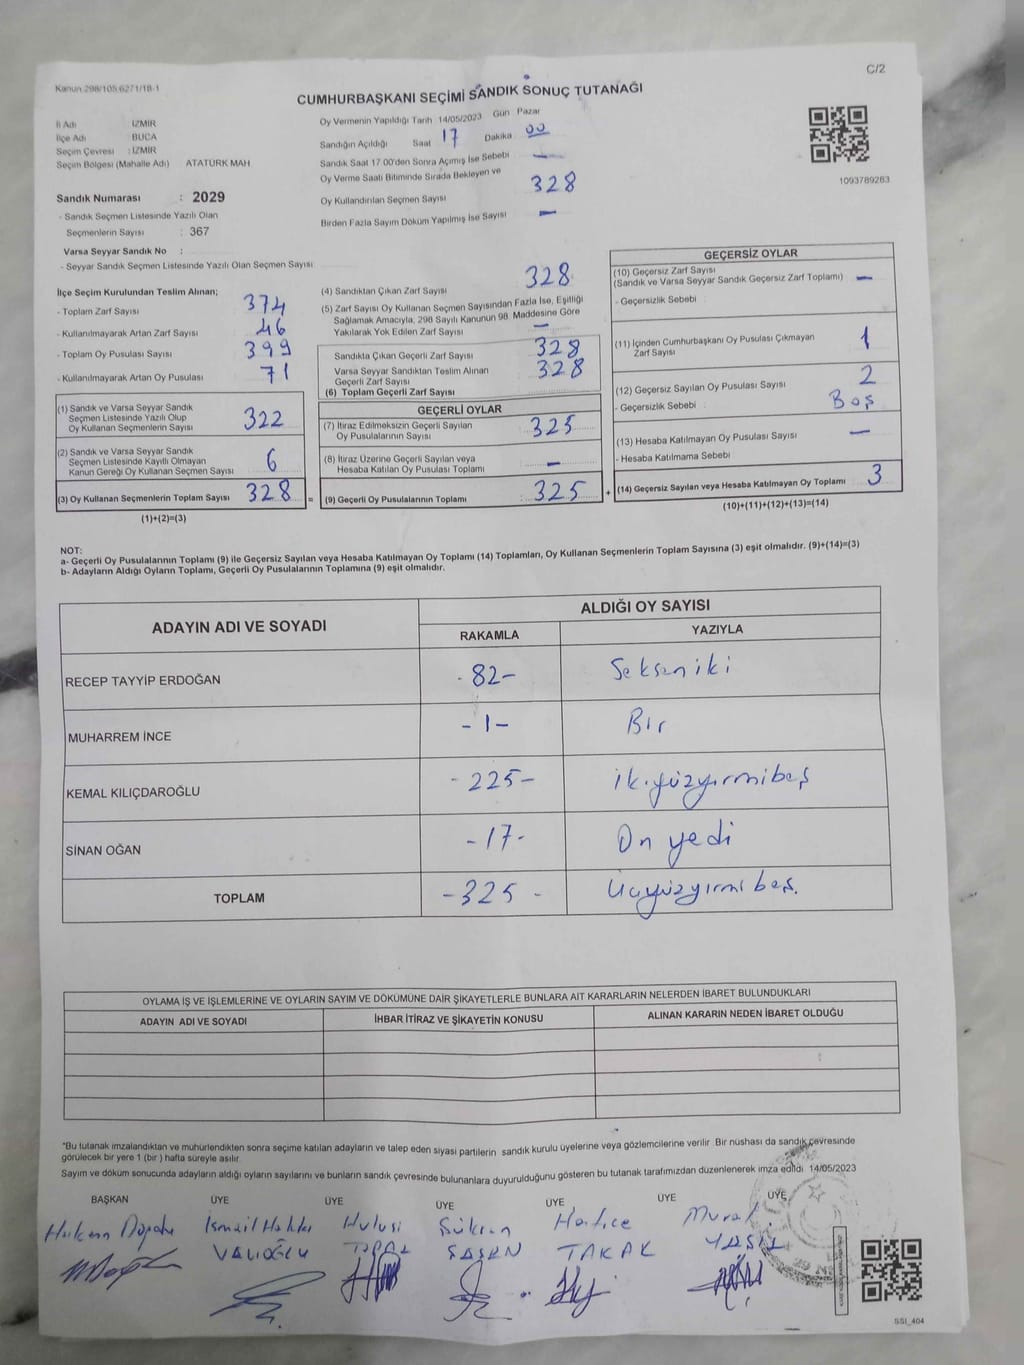 Kanun 298/105.6271/18-1
C/2
CUMHURBAŞKANI SEÇİMİ SANDIK SONUÇ TUTANAĞI
İl Adı : İZMİR
İlçe Adı : BUCA
Seçim Çevresi : İZMİR
Seçim Bölgesi (Mahalle Adı) ATATÜRK MAH.
Sandık Numarası : 2029
- Sandık Seçmen Listesinde Yazılı Olan
Seçmenlerin Sayısı : 367
Varsa Seyyar Sandık No :
- Seyyar Sandık Seçmen Listesinde Yazılı Olan Seçmen Sayısı
Oy Vermenin Yapıldığı Tarih 14/05/2023 Gün Pazar
Sandığın Açıldığı Saat 17 Dakika 00
Sandık Saat 17.00'den Sonra Açımış İse Sebebi —
Oy Verme Saati Bitiminde Sırada Bekleyen ve
Oy Kullandırılan Seçmen Sayısı 328
Birden Fazla Sayım Döküm Yapılmış İse Sayısı —
1093789283
İlçe Seçim Kurulundan Teslim Alınan;
- Toplam Zarf Sayısı 374
- Kullanılmayarak Artan Zarf Sayısı 46
- Toplam Oy Pusulası Sayısı 399
- Kullanılmayarak Artan Oy Pusulası 71
(1) Sandık ve Varsa Seyyar Sandık
Seçmen Listesinde Yazılı Olup
Oy Kullanan Seçmenlerin Sayısı 322
(2) Sandık ve Varsa Seyyar Sandık
Seçmen Listesinde Kayıtlı Olmayan
Kanun Gereği Oy Kullanan Seçmen Sayısı 6
(3) Oy Kullanan Seçmenlerin Toplam Sayısı 328 =
(1)+(2)=(3)
(4) Sandıktan Çıkan Zarf Sayısı 328
(5) Zarf Sayısı Oy Kullanan Seçmen Sayısından Fazla İse, Eşitliği
Sağlamak Amacıyla, 298 Sayılı Kanunun 98. Maddesine Göre
Yakılarak Yok Edilen Zarf Sayısı —
Sandıkta Çıkan Geçerli Zarf Sayısı 328
Varsa Seyyar Sandıktan Teslim Alınan 328
Geçerli Zarf Sayısı
(6) Toplam Geçerli Zarf Sayısı
GEÇERLİ OYLAR
(7) İtiraz Edilmeksizin Geçerli Sayılan
Oy Pusulalarının Sayısı 325
(8) İtiraz Üzerine Geçerli Sayılan veya
Hesaba Katılan Oy Pusulası Toplamı —
(9) Geçerli Oy Pusulalarının Toplamı : 325 +
GEÇERSİZ OYLAR
(10) Geçersiz Zarf Sayısı
(Sandık ve Varsa Seyyar Sandık Geçersiz Zarf Toplamı) —
- Geçersizlik Sebebi :
(11) İçinden Cumhurbaşkanı Oy Pusulası Çıkmayan
Zarf Sayısı 1
(12) Geçersiz Sayılan Oy Pusulası Sayısı 2
- Geçersizlik Sebebi : Boş
(13) Hesaba Katılmayan Oy Pusulası Sayısı —
- Hesaba Katılmama Sebebi
(14) Geçersiz Sayılan veya Hesaba Katılmayan Oy Toplamı 3
(10)+(11)+(12)+(13)=(14)
NOT:
a- Geçerli Oy Pusulalarının Toplamı (9) ile Geçersiz Sayılan veya Hesaba Katılmayan Oy Toplamı (14) Toplamları, Oy Kullanan Seçmenlerin Toplam Sayısına (3) eşit olmalıdır. (9)+(14)=(3)
b- Adayların Aldığı Oyların Toplamı, Geçerli Oy Pusulalarının Toplamına (9) eşit olmalıdır.
ADAYIN ADI VE SOYADI
ALDIĞI OY SAYISI
RAKAMLA YAZIYLA
RECEP TAYYİP ERDOĞAN -82- Sekseniki
MUHARREM İNCE -1- Bir
KEMAL KILIÇDAROĞLU -225- ikiyüzyirmibeş
SİNAN OĞAN -17- On yedi
TOPLAM -325- Üçyüzyirmi beş.
OYLAMA İŞ VE İŞLEMLERİNE VE OYLARIN SAYIM VE DÖKÜMÜNE DAİR ŞİKAYETLERLE BUNLARA AİT KARARLARIN NELERDEN İBARET BULUNDUKLARI
ADAYIN ADI VE SOYADI İHBAR İTİRAZ VE ŞİKAYETİN KONUSU ALINAN KARARIN NEDEN İBARET OLDUĞU
*Bu tutanak imzalandıktan ve mühürlendikten sonra seçime katılan adayların ve talep eden siyasi partilerin sandık kurulu üyelerine veya gözlemcilerine verilir. Bir nüshası da sandık çevresinde
görülecek bir yere 1 (bir) hafta süreyle asılır.
Sayım ve döküm sonucunda adayların aldığı oyların sayılarını ve bunların sandık çevresinde bulunanlara duyurulduğunu gösteren bu tutanak tarafımızdan düzenlenerek imza edildi 14/05/2023
BAŞKAN ÜYE ÜYE ÜYE ÜYE ÜYE ÜYE
Hakan İsmail Hakkı Hulusi Şükran Hatice Murat
VALİOĞLU TOPAL ŞAŞKN TAKAK YAŞIL
SSI_404